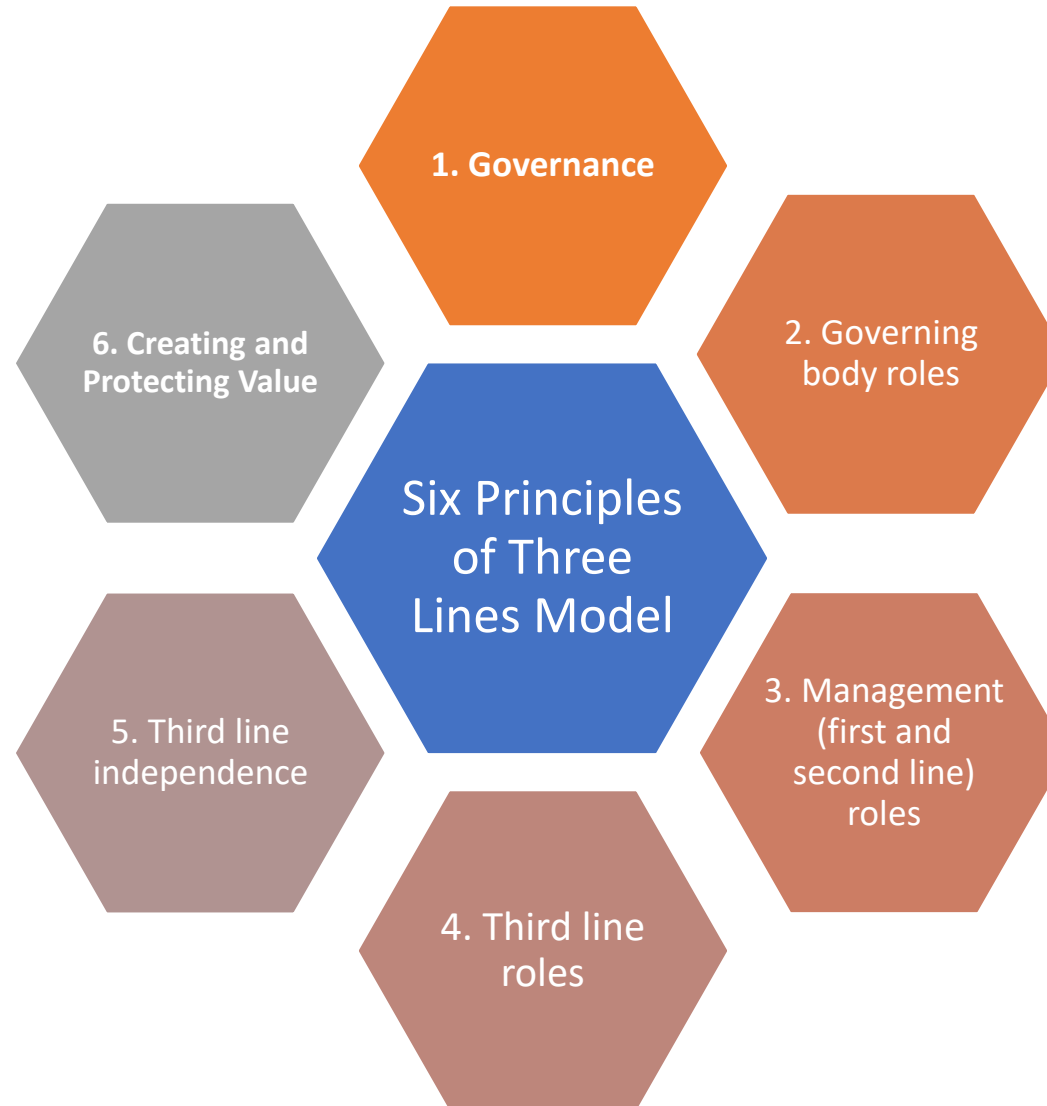 1. Governance
2. Governing
body roles
3. Management
(first and
second line)
roles
4. Third line
roles
5. Third line
independence
6. Creating and
Protecting Value
Six Principles
of Three
Lines Model